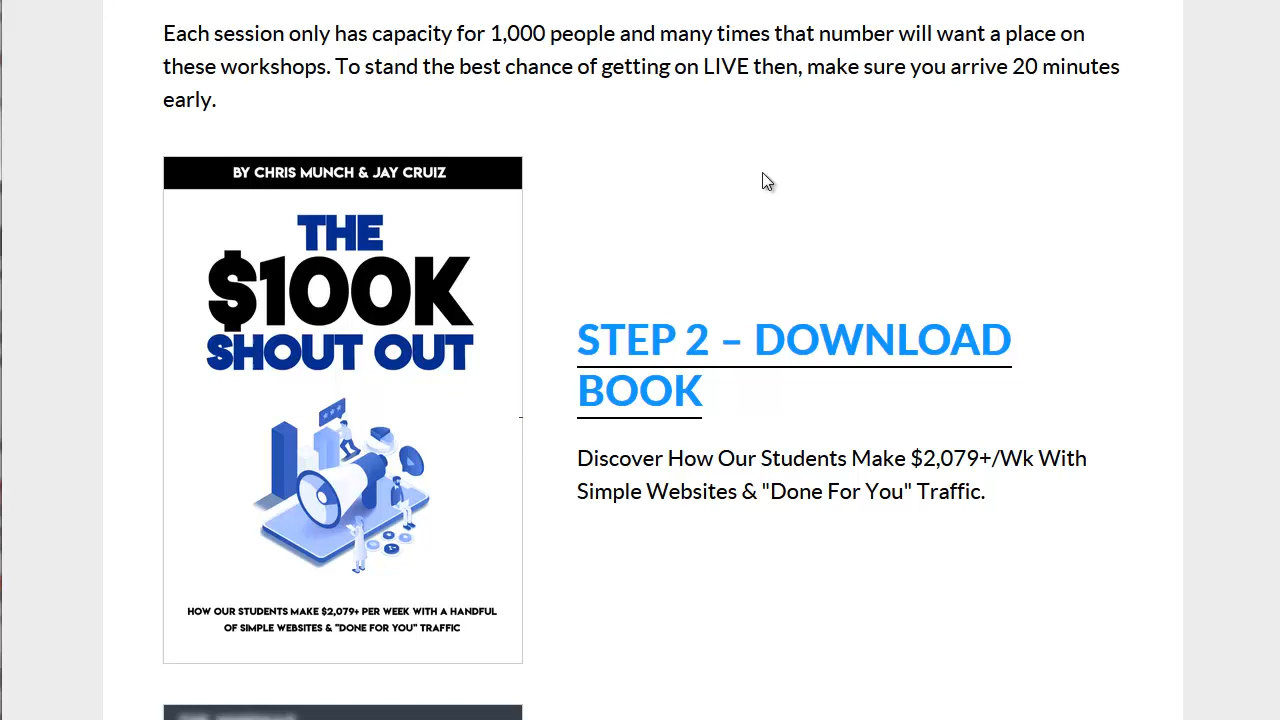 Each session only has capacity for 1,000 people and many times that number will want a place on
these workshops. To stand the best chance of getting on LIVE then, make sure you arrive 20 minutes
early.
BY CHRIS MUNCH & JAY CRUIZ
THE
$100K
SHOUT OUT
HOW OUR STUDENTS MAKE $2,079+ PER WEEK WITH A HANDFUL
OF SIMPLE WEBSITES & "DONE FOR YOU" TRAFFIC
STEP 2 – DOWNLOAD
BOOK
Discover How Our Students Make $2,079+/Wk With
Simple Websites & "Done For You" Traffic.